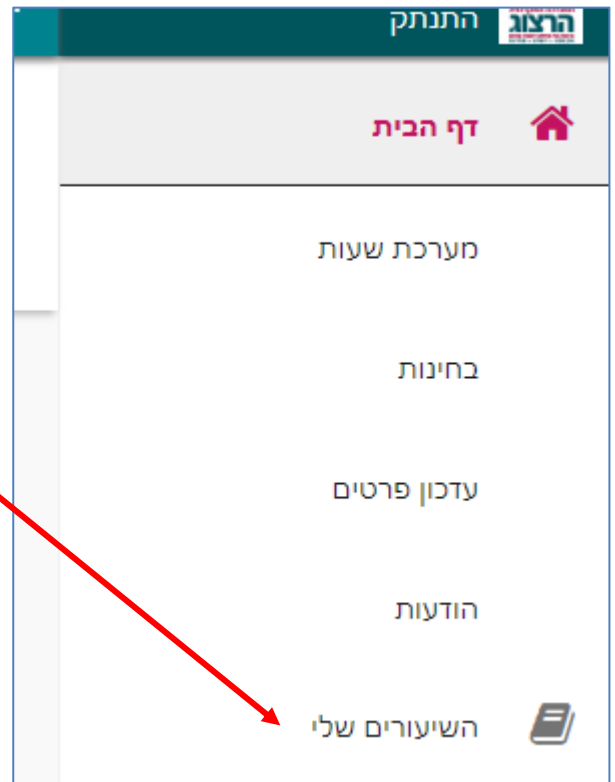 הרצוג
התנתק
דף הבית
מערכת שעות
בחינות
עדכון פרטים
הודעות
השיעורים שלי